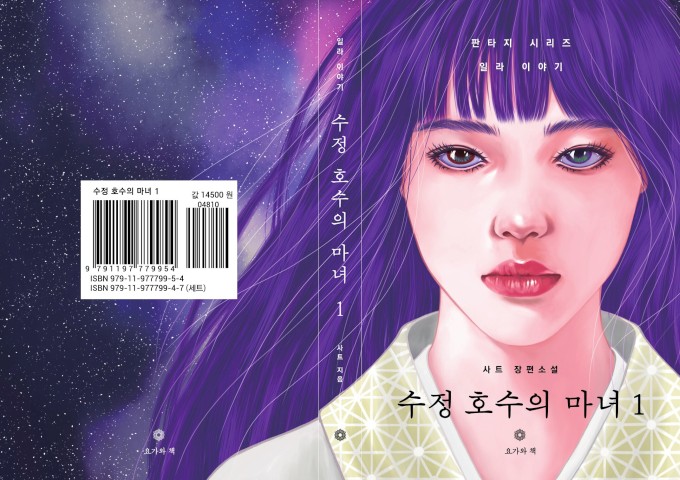 수정 호수의 마녀 1
값 14500 원
04810
9 791197 779954
ISBN 979-11-977799-5-4
ISBN 979-11-977799-4-7 (세트)
요가와 책
일라 이야기
수정 호수의 마녀 1
사트 지음
판타지 시리즈
일라 이야기
사트 장편소설
수정 호수의 마녀 1
요가와 책